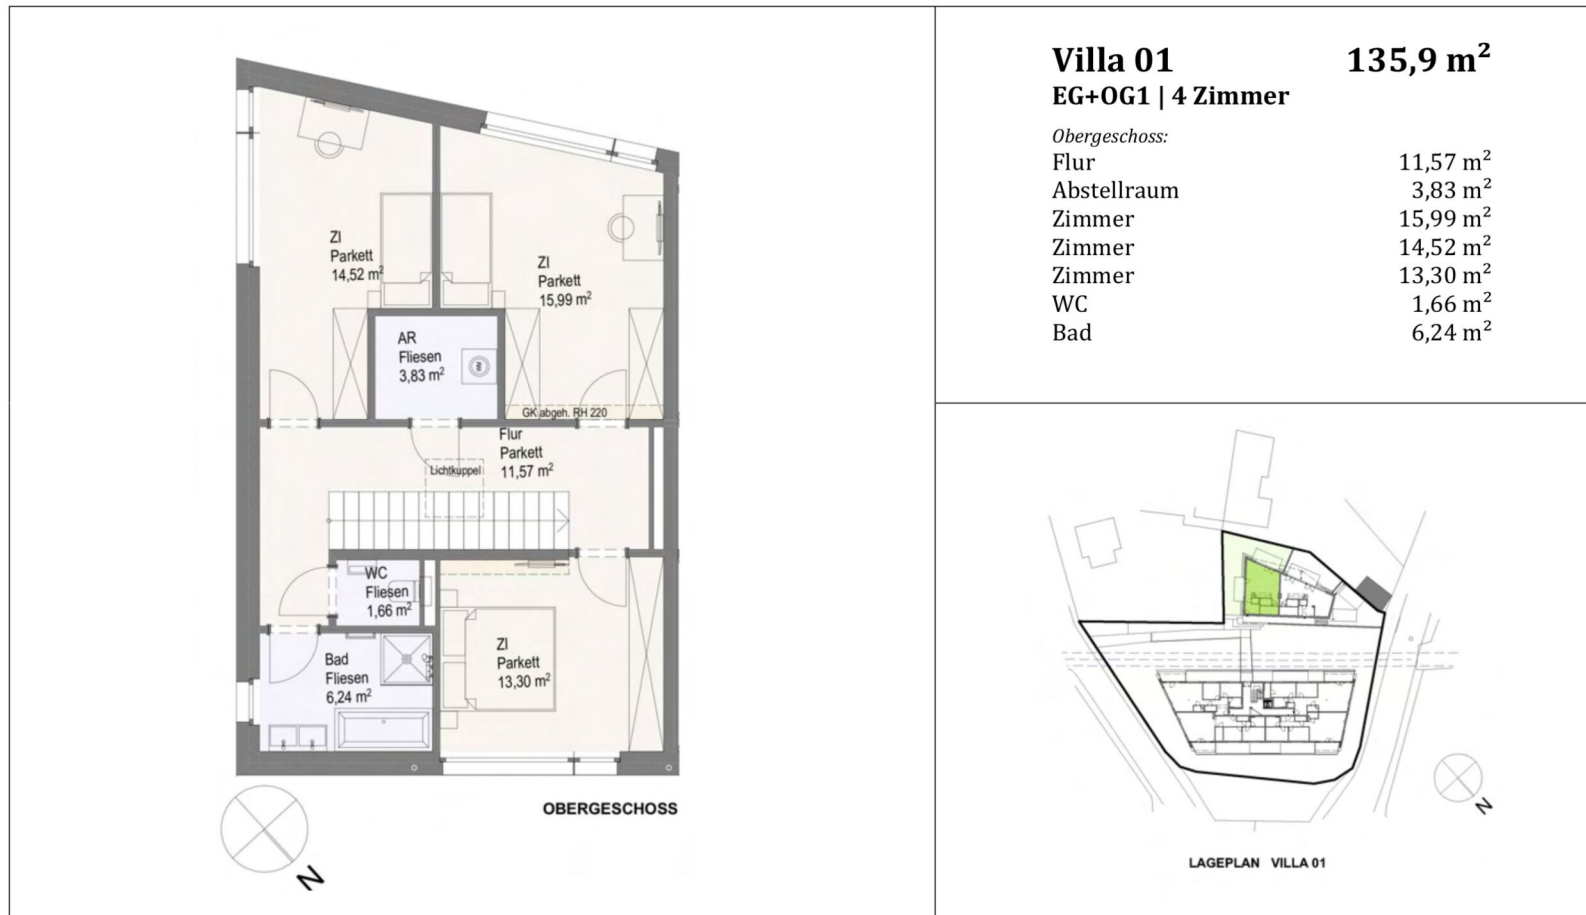 Villa 01 135,9 m²
EG+OG1 | 4 Zimmer
Obergeschoss:
Flur 11,57 m²
Abstellraum 3,83 m²
Zimmer 15,99 m²
Zimmer 14,52 m²
Zimmer 13,30 m²
WC 1,66 m²
Bad 6,24 m²
ZI
Parkett
14,52 m²
ZI
Parkett
15,99 m²
AR
Fliesen
3,83 m²
GK abgeh. RH 220
Flur
Parkett
11,57 m²
Lichtkuppel
WC
Fliesen
1,66 m²
ZI
Parkett
13,30 m²
Bad
Fliesen
6,24 m²
OBERGESCHOSS
N
N
LAGEPLAN VILLA 01